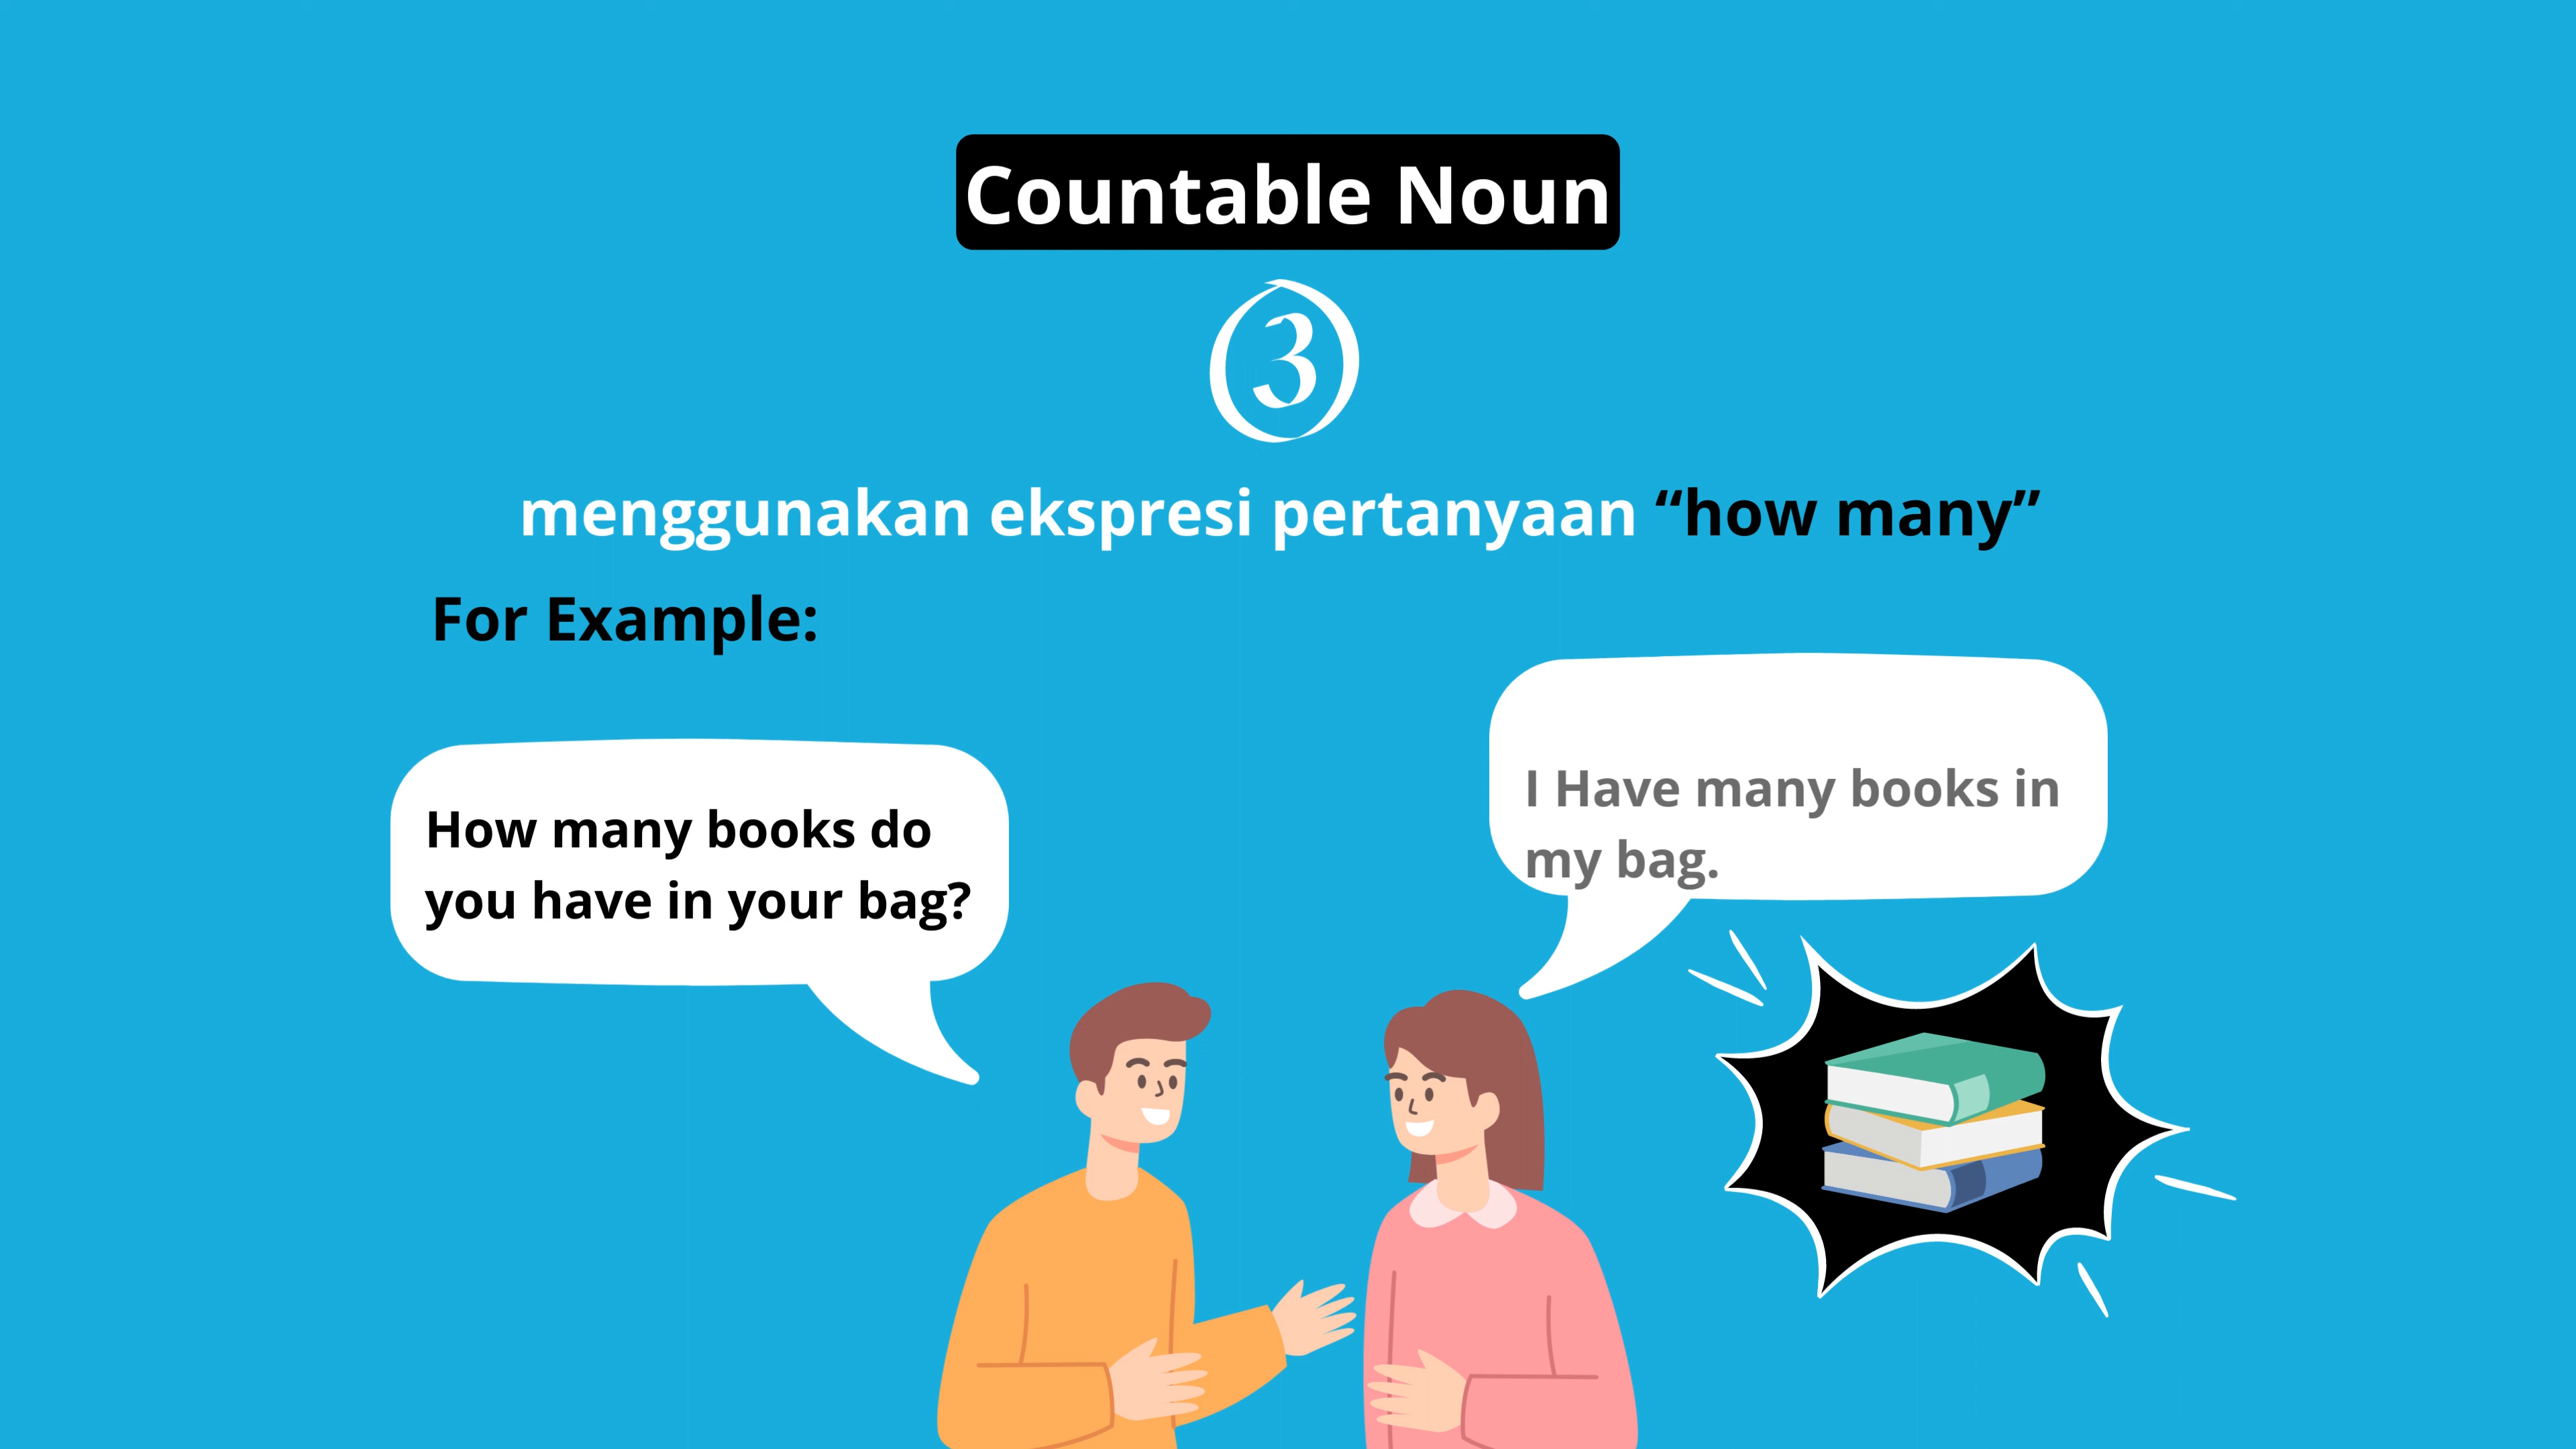 Countable Noun
3
menggunakan ekspresi pertanyaan “how many”
For Example:
How many books do
you have in your bag?
I Have many books in
my bag.